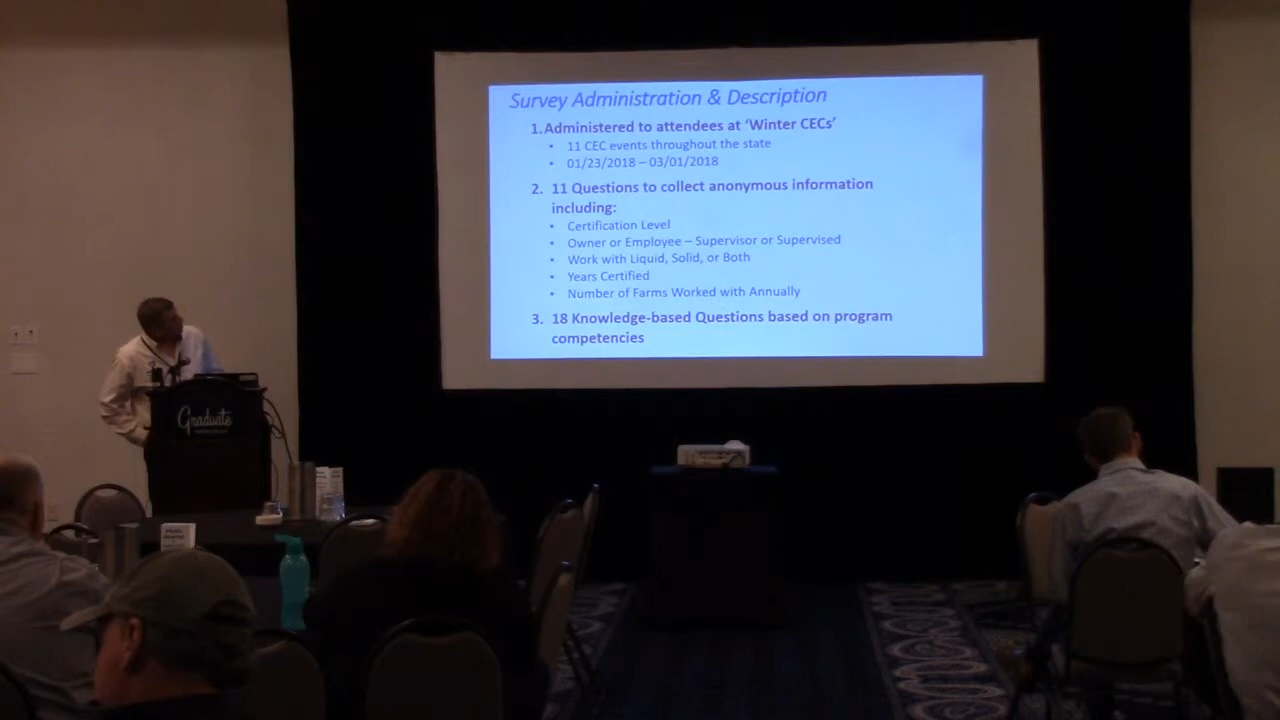 Survey Administration & Description
1. Administered to attendees at ‘Winter CECs’
• 11 CEC events throughout the state
• 01/23/2018 – 03/01/2018
2. 11 Questions to collect anonymous information
including:
• Certification Level
• Owner or Employee – Supervisor or Supervised
• Work with Liquid, Solid, or Both
• Years Certified
• Number of Farms Worked with Annually
3. 18 Knowledge-based Questions based on program
competencies
Graduate